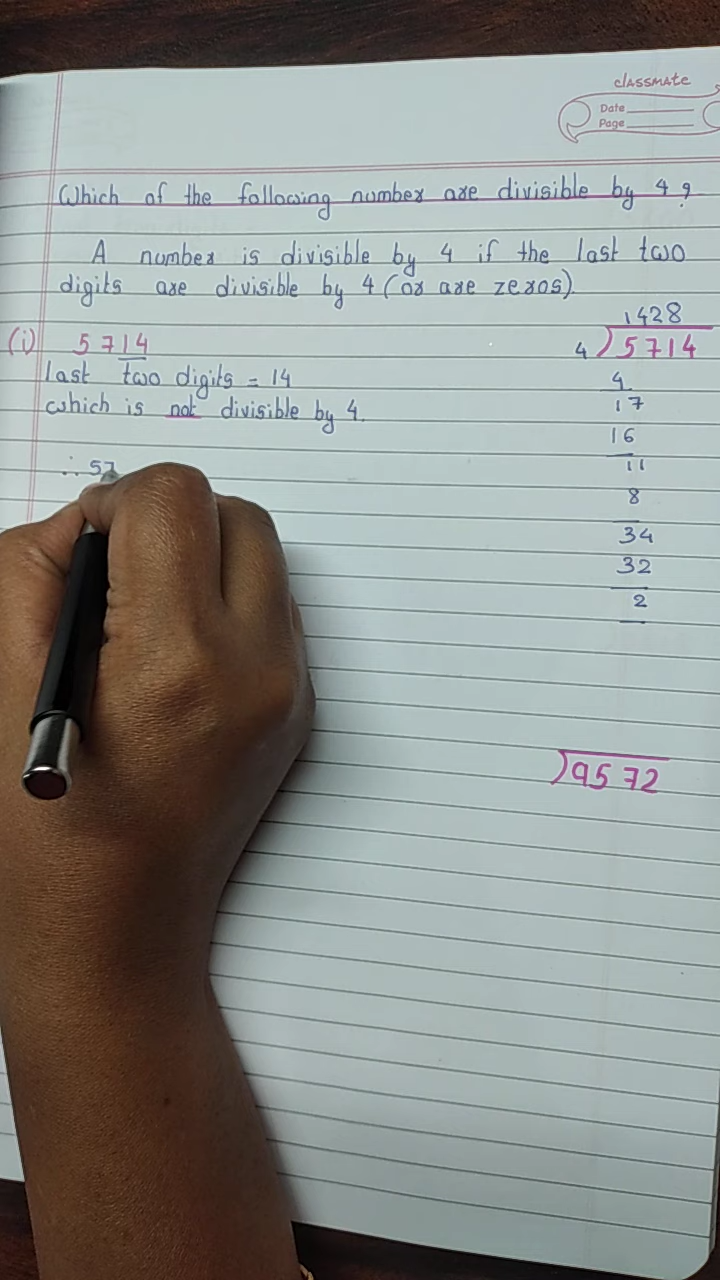 classmate
Date
Page
Which of the following number are divisible by 4?
A number is divisible by 4 if the last two
digits are divisible by 4 (or are zeros).
(i) 5714
last two digits = 14
which is not divisible by 4.
∴ 57
1428
4 ) 5714
4
17
16
11
8
34
32
2
)9572